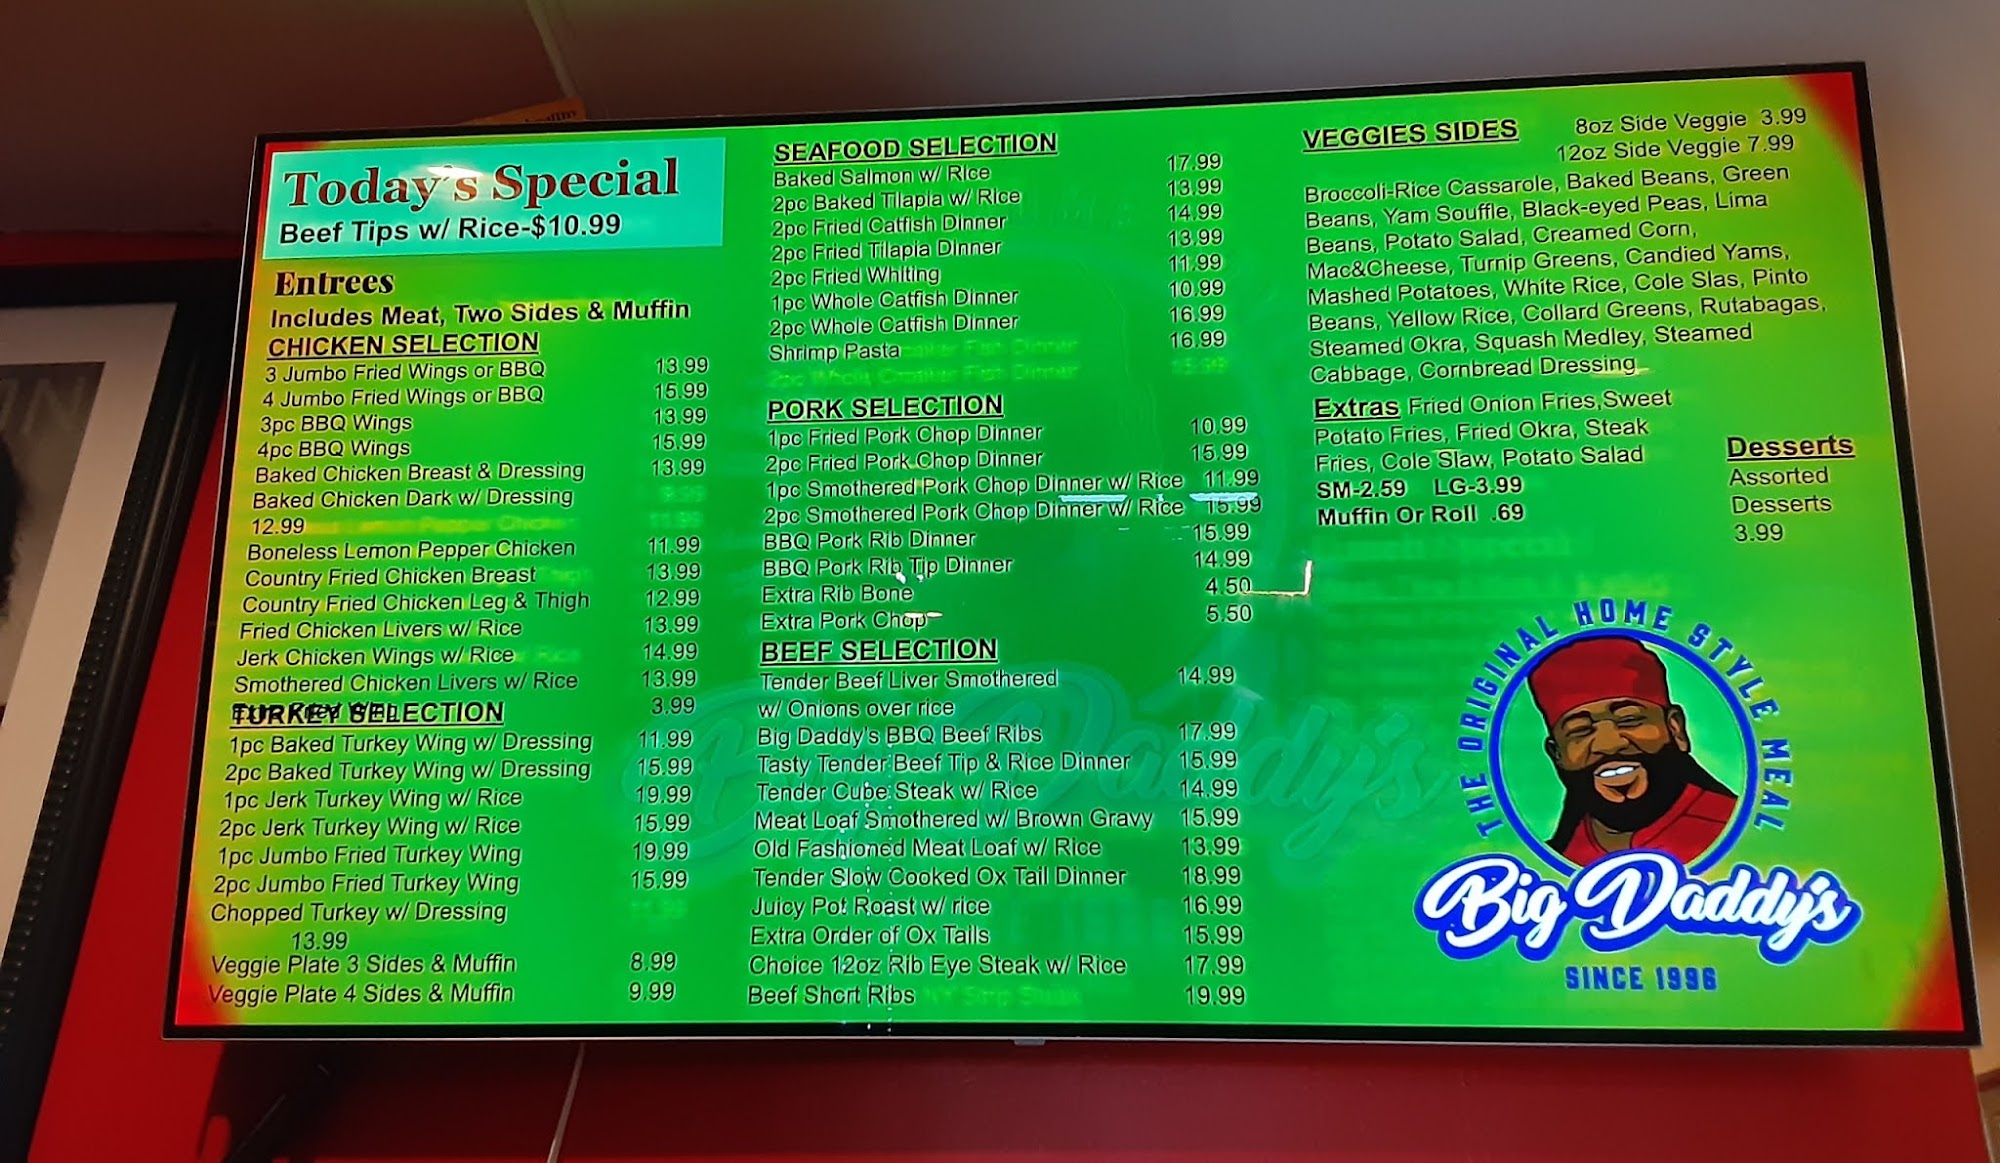 Today's Special
Beef Tips w/ Rice-$10.99
Entrees
Includes Meat, Two Sides & Muffin
CHICKEN SELECTION
3 Jumbo Fried Wings or BBQ 13.99
4 Jumbo Fried Wings or BBQ 15.99
3pc BBQ Wings 13.99
4pc BBQ Wings 15.99
Baked Chicken Breast & Dressing 13.99
Baked Chicken Dark w/ Dressing
12.99
Boneless Lemon Pepper Chicken 11.99
Country Fried Chicken Breast 13.99
Country Fried Chicken Leg & Thigh 12.99
Fried Chicken Livers w/ Rice 13.99
Jerk Chicken Wings w/ Rice 14.99
Smothered Chicken Livers w/ Rice 13.99
3.99
TURKEY SELECTION
1pc Baked Turkey Wing w/ Dressing 11.99
2pc Baked Turkey Wing w/ Dressing 15.99
1pc Jerk Turkey Wing w/ Rice 19.99
2pc Jerk Turkey Wing w/ Rice 15.99
1pc Jumbo Fried Turkey Wing 19.99
2pc Jumbo Fried Turkey Wing 15.99
Chopped Turkey w/ Dressing
13.99
Veggie Plate 3 Sides & Muffin 8.99
Veggie Plate 4 Sides & Muffin 9.99
SEAFOOD SELECTION
Baked Salmon w/ Rice 17.99
2pc Baked Tilapia w/ Rice 13.99
2pc Fried Catfish Dinner 14.99
2pc Fried Tilapia Dinner 13.99
2pc Fried Whiting 11.99
1pc Whole Catfish Dinner 10.99
2pc Whole Catfish Dinner 16.99
Shrimp Pasta 16.99
PORK SELECTION
1pc Fried Pork Chop Dinner 10.99
2pc Fried Pork Chop Dinner 15.99
1pc Smothered Pork Chop Dinner w/ Rice 11.99
2pc Smothered Pork Chop Dinner w/ Rice 15.99
BBQ Pork Rib Dinner 15.99
BBQ Pork Rib Tip Dinner 14.99
Extra Rib Bone 4.50
Extra Pork Chop 5.50
BEEF SELECTION
Tender Beef Liver Smothered 14.99
w/ Onions over rice
Big Daddy's BBQ Beef Ribs 17.99
Tasty Tender Beef Tip & Rice Dinner 15.99
Tender Cube Steak w/ Rice 14.99
Meat Loaf Smothered w/ Brown Gravy 15.99
Old Fashioned Meat Loaf w/ Rice 13.99
Tender Slow Cooked Ox Tail Dinner 18.99
Juicy Pot Roast w/ rice 16.99
Extra Order of Ox Tails 15.99
Choice 12oz Rib Eye Steak w/ Rice 17.99
Beef Short Ribs 19.99
VEGGIES SIDES
8oz Side Veggie 3.99
12oz Side Veggie 7.99
Broccoli-Rice Cassarole, Baked Beans, Green
Beans, Yam Souffle, Black-eyed Peas, Lima
Beans, Potato Salad, Creamed Corn,
Mac&Cheese, Turnip Greens, Candied Yams,
Mashed Potatoes, White Rice, Cole Slas, Pinto
Beans, Yellow Rice, Collard Greens, Rutabagas,
Steamed Okra, Squash Medley, Steamed
Cabbage, Cornbread Dressing
Extras Fried Onion Fries,Sweet
Potato Fries, Fried Okra, Steak
Fries, Cole Slaw, Potato Salad
SM-2.59 LG-3.99
Muffin Or Roll .69
Desserts
Assorted
Desserts
3.99
THE ORIGINAL HOME STYLE MEAL
Big Daddy's
SINCE 1996